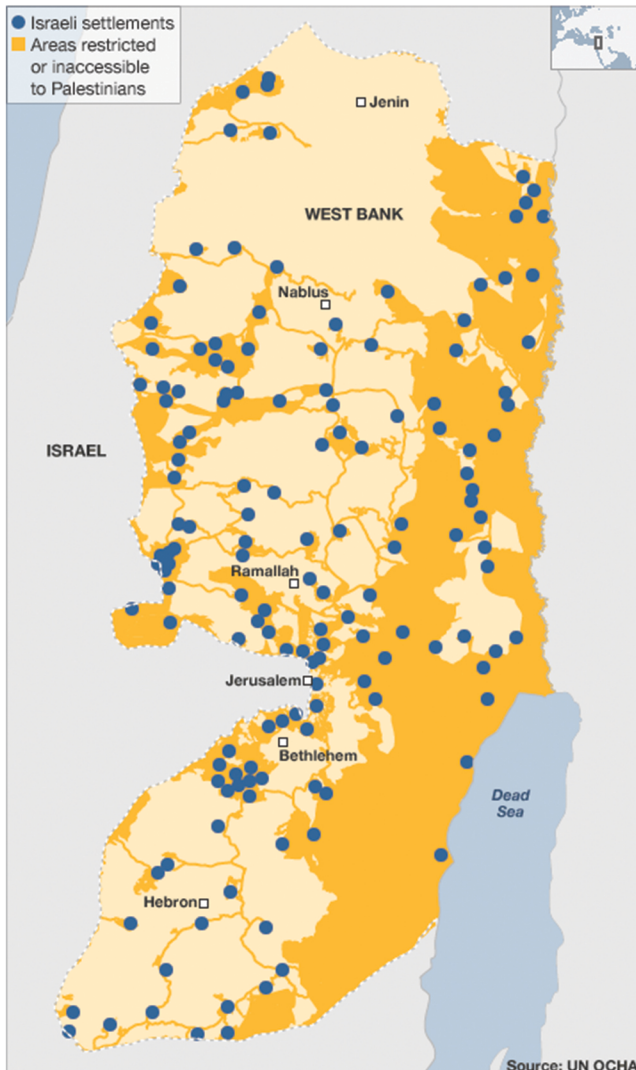 Israeli settlements
Areas restricted
or inaccessible
to Palestinians
Jenin
WEST BANK
Nablus
ISRAEL
Ramallah
Jerusalem
Bethlehem
Dead
Sea
Hebron
Source: UN OCHA